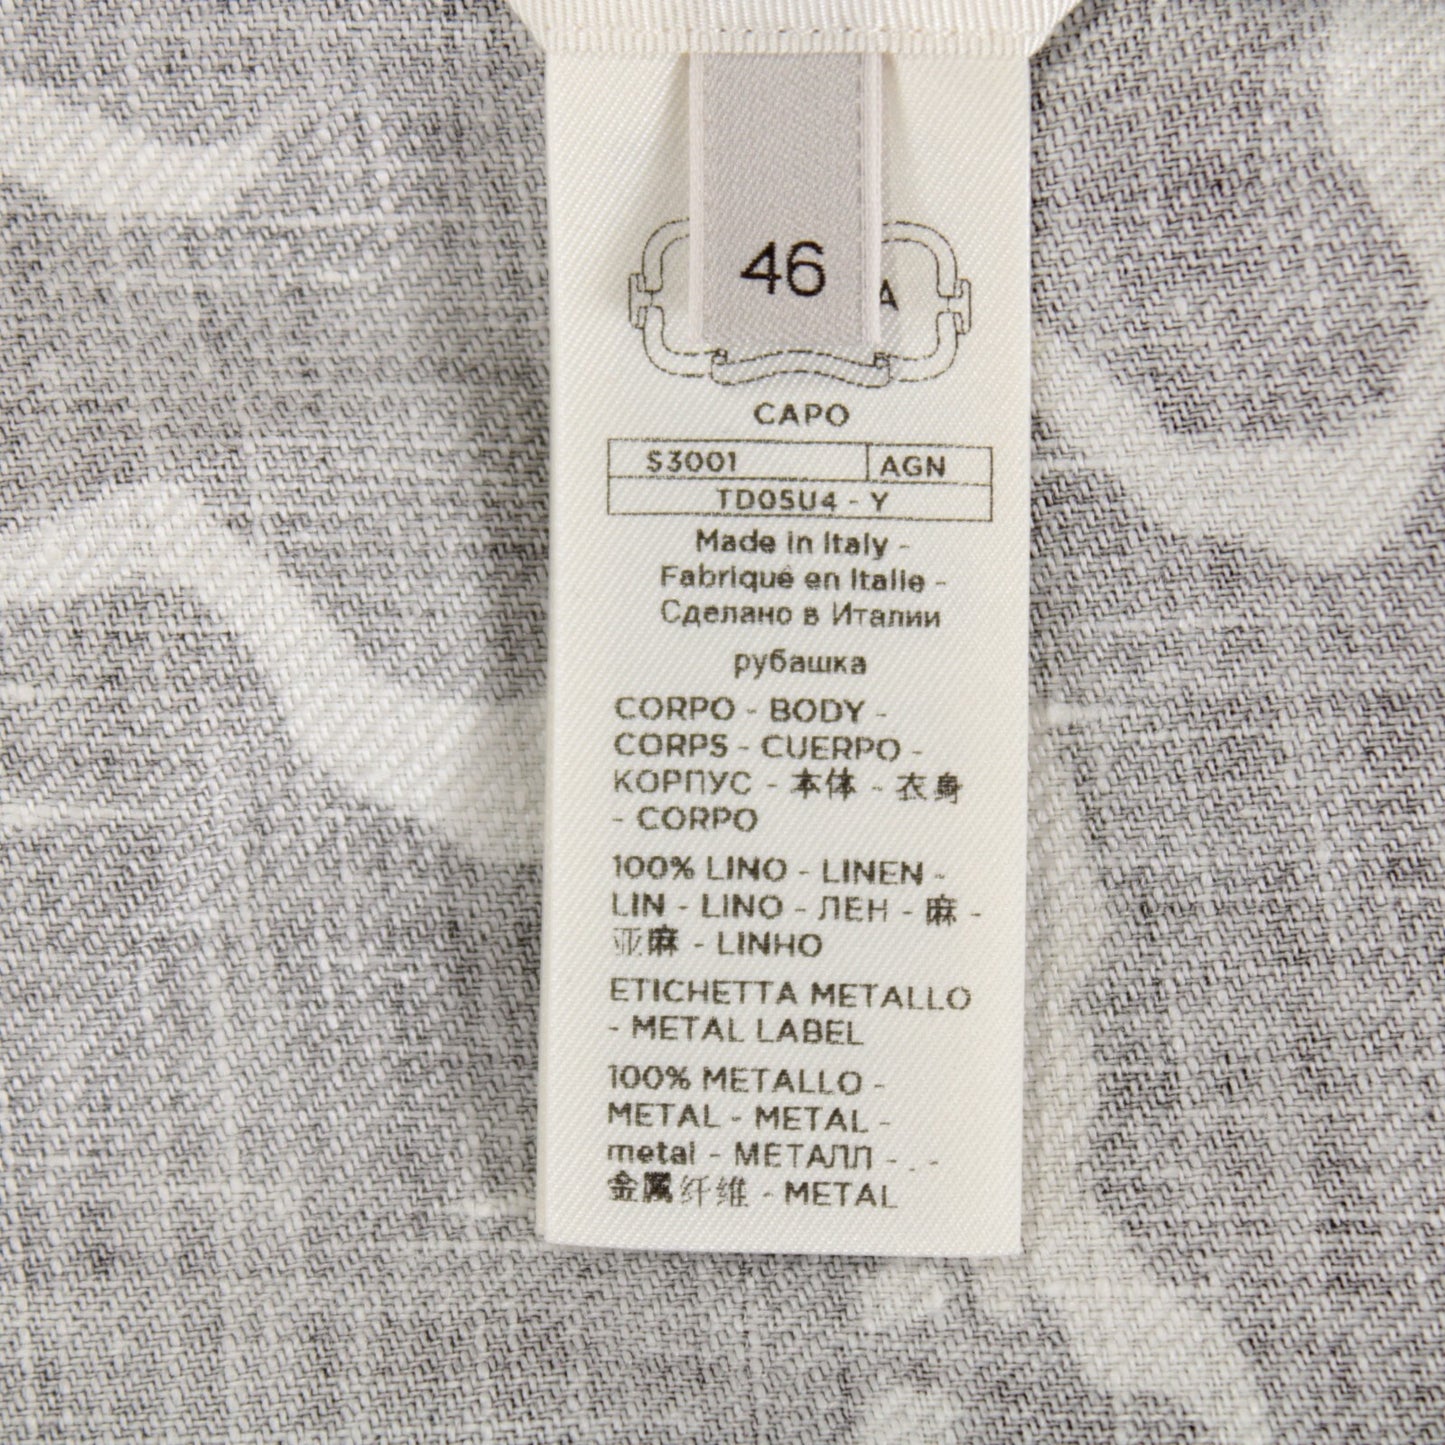 46
A
CAPO
S3001 AGN
TD05U4 - Y
Made in Italy -
Fabriqué en Italie -
Сделано в Италии
рубашка
CORPO - BODY -
CORPS - CUERPO -
КОРПУС - 本体 - 衣身
- CORPO
100% LINO - LINEN -
LIN - LINO - ЛЕН - 麻 -
亚麻 - LINHO
ETICHETTA METALLO
- METAL LABEL
100% METALLO -
METAL - METAL -
metal - МЕТАЛЛ - . -
金属纤维 - METAL